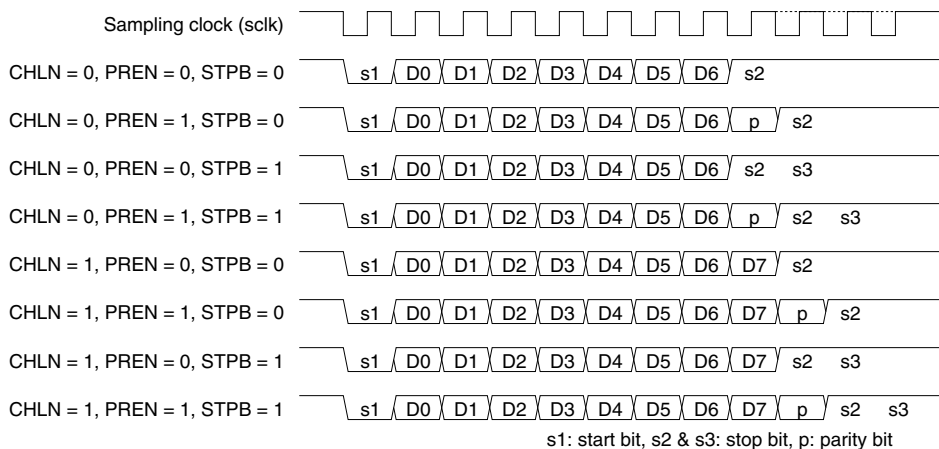 Sampling clock (sclk)
CHLN = 0, PREN = 0, STPB = 0 s1 D0 D1 D2 D3 D4 D5 D6 s2
CHLN = 0, PREN = 1, STPB = 0 s1 D0 D1 D2 D3 D4 D5 D6 p s2
CHLN = 0, PREN = 0, STPB = 1 s1 D0 D1 D2 D3 D4 D5 D6 s2 s3
CHLN = 0, PREN = 1, STPB = 1 s1 D0 D1 D2 D3 D4 D5 D6 p s2 s3
CHLN = 1, PREN = 0, STPB = 0 s1 D0 D1 D2 D3 D4 D5 D6 D7 s2
CHLN = 1, PREN = 1, STPB = 0 s1 D0 D1 D2 D3 D4 D5 D6 D7 p s2
CHLN = 1, PREN = 0, STPB = 1 s1 D0 D1 D2 D3 D4 D5 D6 D7 s2 s3
CHLN = 1, PREN = 1, STPB = 1 s1 D0 D1 D2 D3 D4 D5 D6 D7 p s2 s3
s1: start bit, s2 & s3: stop bit, p: parity bit